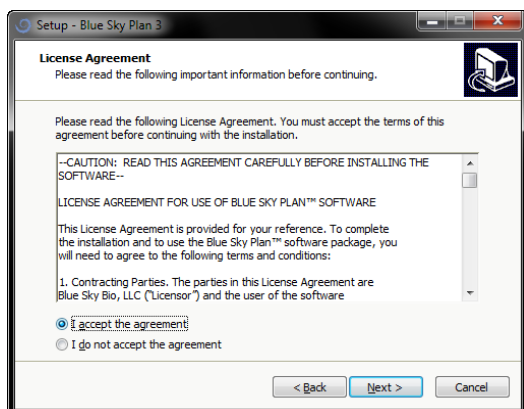 Setup - Blue Sky Plan 3
License Agreement
Please read the following important information before continuing.
Please read the following License Agreement. You must accept the terms of this
agreement before continuing with the installation.
--CAUTION:  READ THIS AGREEMENT CAREFULLY BEFORE INSTALLING THE
SOFTWARE--
LICENSE AGREEMENT FOR USE OF BLUE SKY PLAN™ SOFTWARE
This License Agreement is provided for your reference. To complete
the installation and to use the Blue Sky Plan™ software package, you
will need to agree to the following terms and conditions:
1. Contracting Parties. The parties in this License Agreement are
Blue Sky Bio, LLC ("Licensor") and the user of the software
I accept the agreement
I do not accept the agreement
< Back Next > Cancel